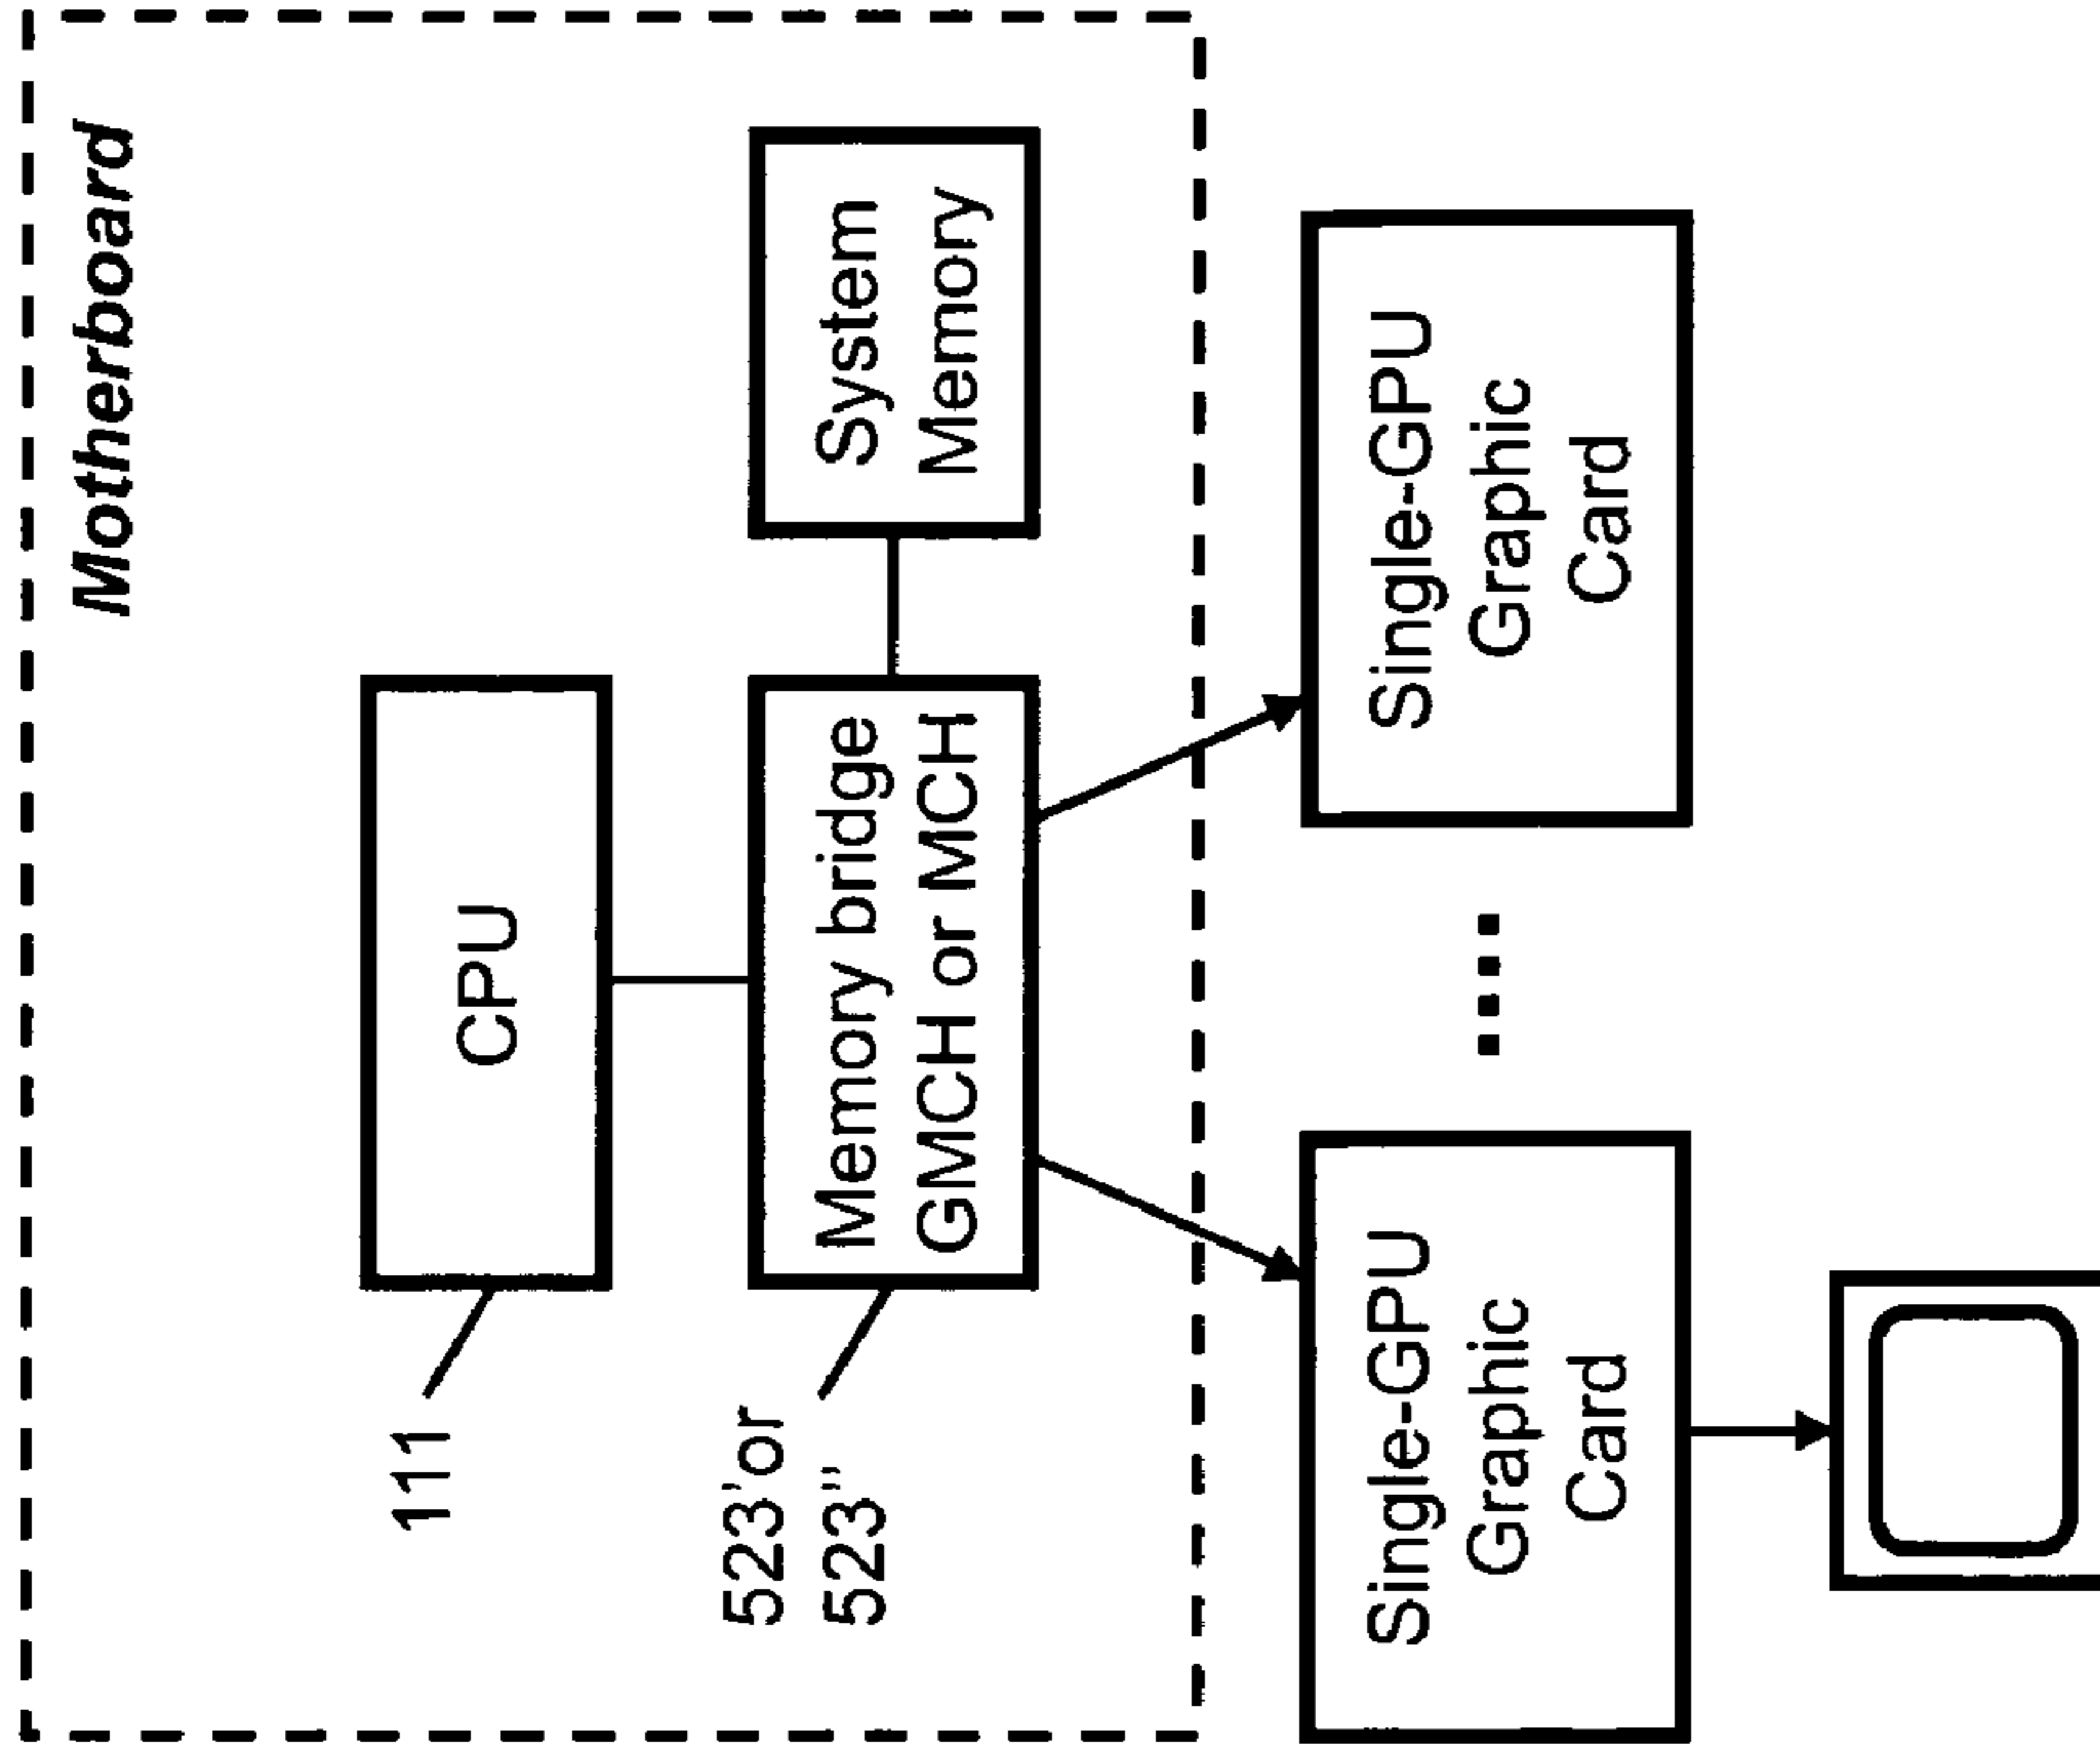 Motherboard
CPU
111
Memory bridge
GMCH or MCH
523'or
523"
System
Memory
Single-GPU
Graphic
Card
....
Single-GPU
Graphic
Card